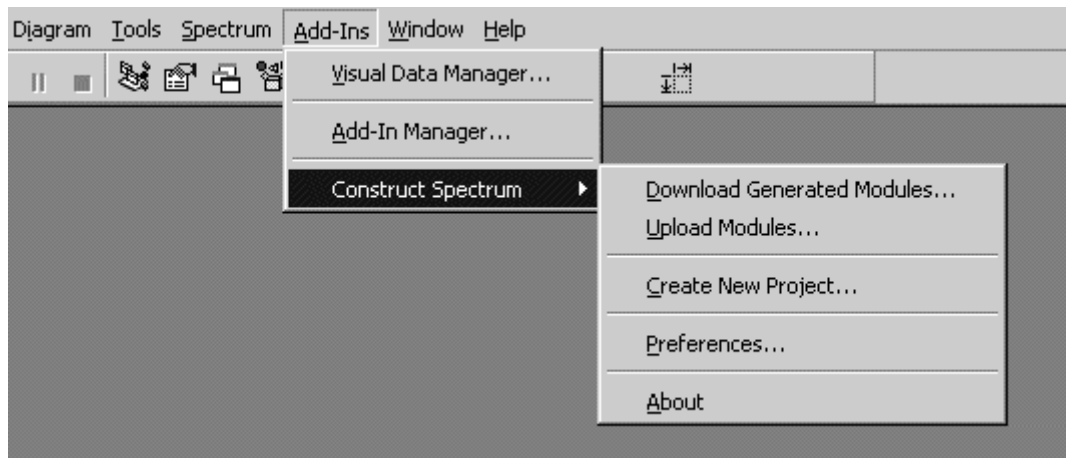 Diagram Tools Spectrum Add-Ins Window Help
Visual Data Manager...
Add-In Manager...
Construct Spectrum
Download Generated Modules...
Upload Modules...
Create New Project...
Preferences...
About